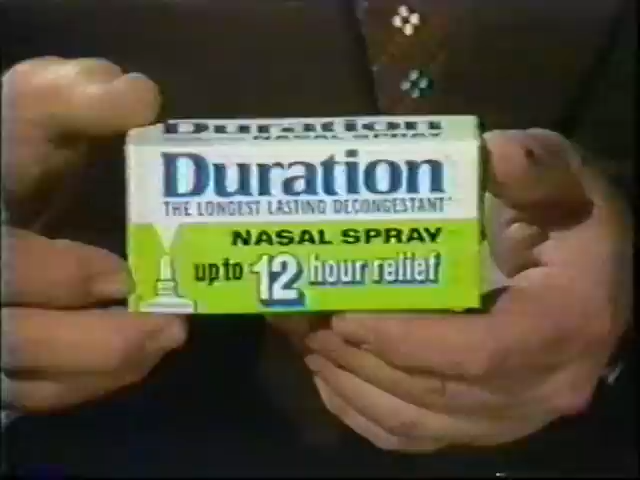 Duration
NASAL SPRAY
Duration
THE LONGEST LASTING DECONGESTANT*
NASAL SPRAY
up to 12 hour relief